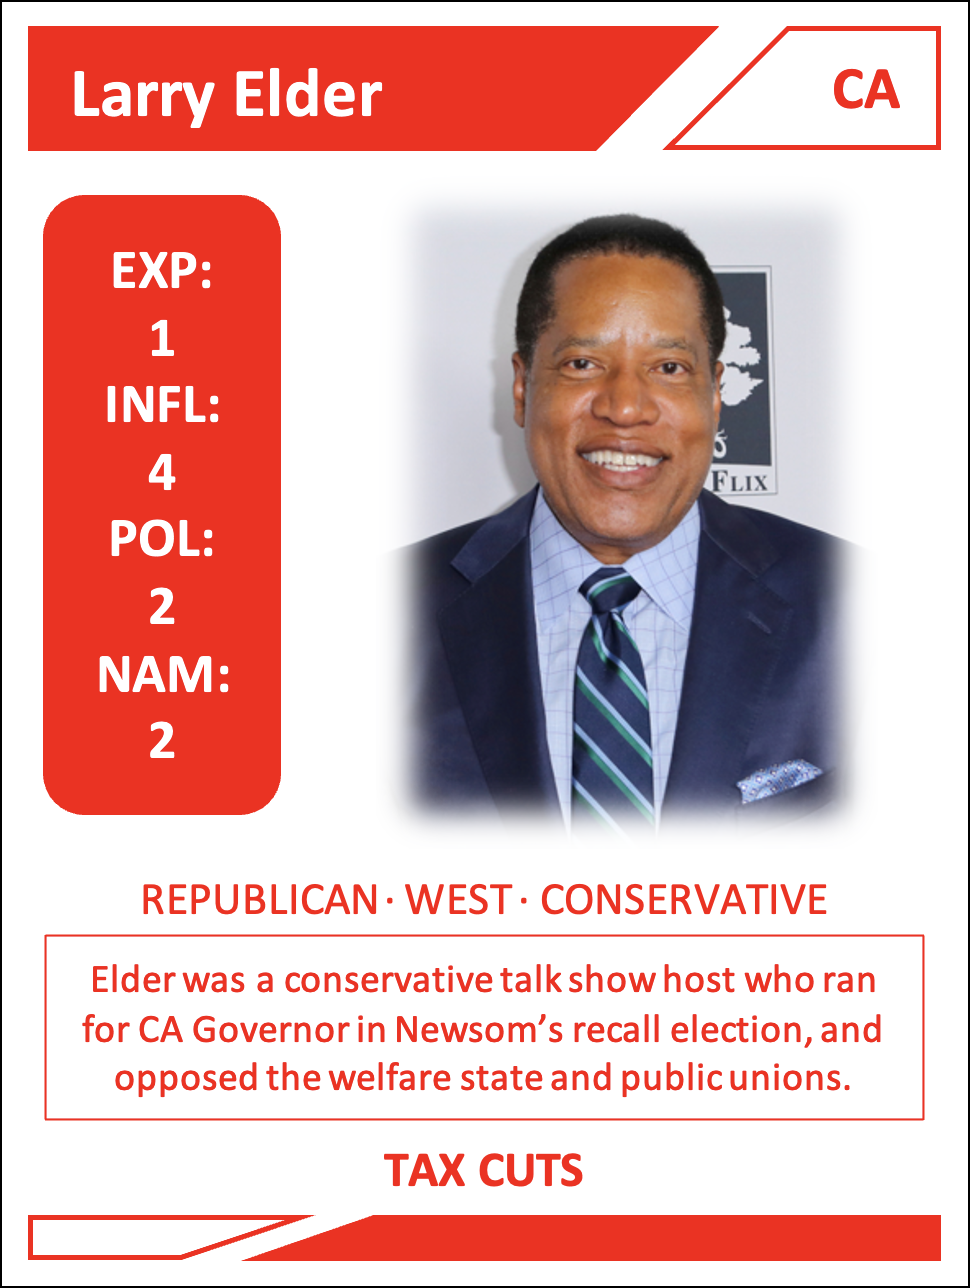 Larry Elder
CA
EXP:
1
INFL:
4
POL:
2
NAM:
2
FLIX
REPUBLICAN · WEST · CONSERVATIVE
Elder was a conservative talk show host who ran
for CA Governor in Newsom’s recall election, and
opposed the welfare state and public unions.
TAX CUTS